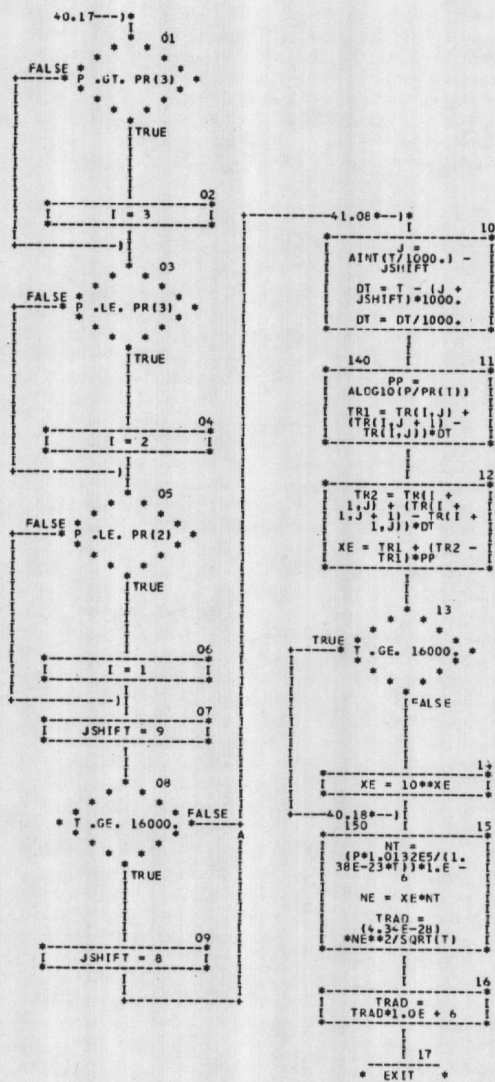 40.17---)*
01
FALSE
P .GT. PR(3)
TRUE
02
I = 3
03
FALSE
P .LE. PR(3)
TRUE
04
I = 2
05
FALSE
P .LE. PR(2)
TRUE
06
I = 1
07
JSHIFT = 9
08
T .GE. 16000.
FALSE
TRUE
09
JSHIFT = 8
41.08*--)
10
J =
AINT(T/1000.) -
JSHIFT
DT = T - (J +
JSHIFT)*1000.
DT = DT/1000.
140
11
PP =
ALOG10(P/PR(I))
TR1 = TR(I,J) +
(TR(I,J + 1) -
TR(I,J))*DT
12
TR2 = TR(I +
1,J) + (TR(I +
1,J + 1) - TR(I +
1,J))*DT
XE = TR1 + (TR2 -
TR1)*PP
13
TRUE
T .GE. 16000.
FALSE
14
XE = 10**XE
40.18*--)
150
15
NT =
(P*1.0132E5/(1.
38E-23*T))*1.E -
6
NE = XE*NT
TRAD =
(4.34E-28)
*NE**2/SQRT(T)
16
TRAD =
TRAD*1.0E + 6
17
EXIT